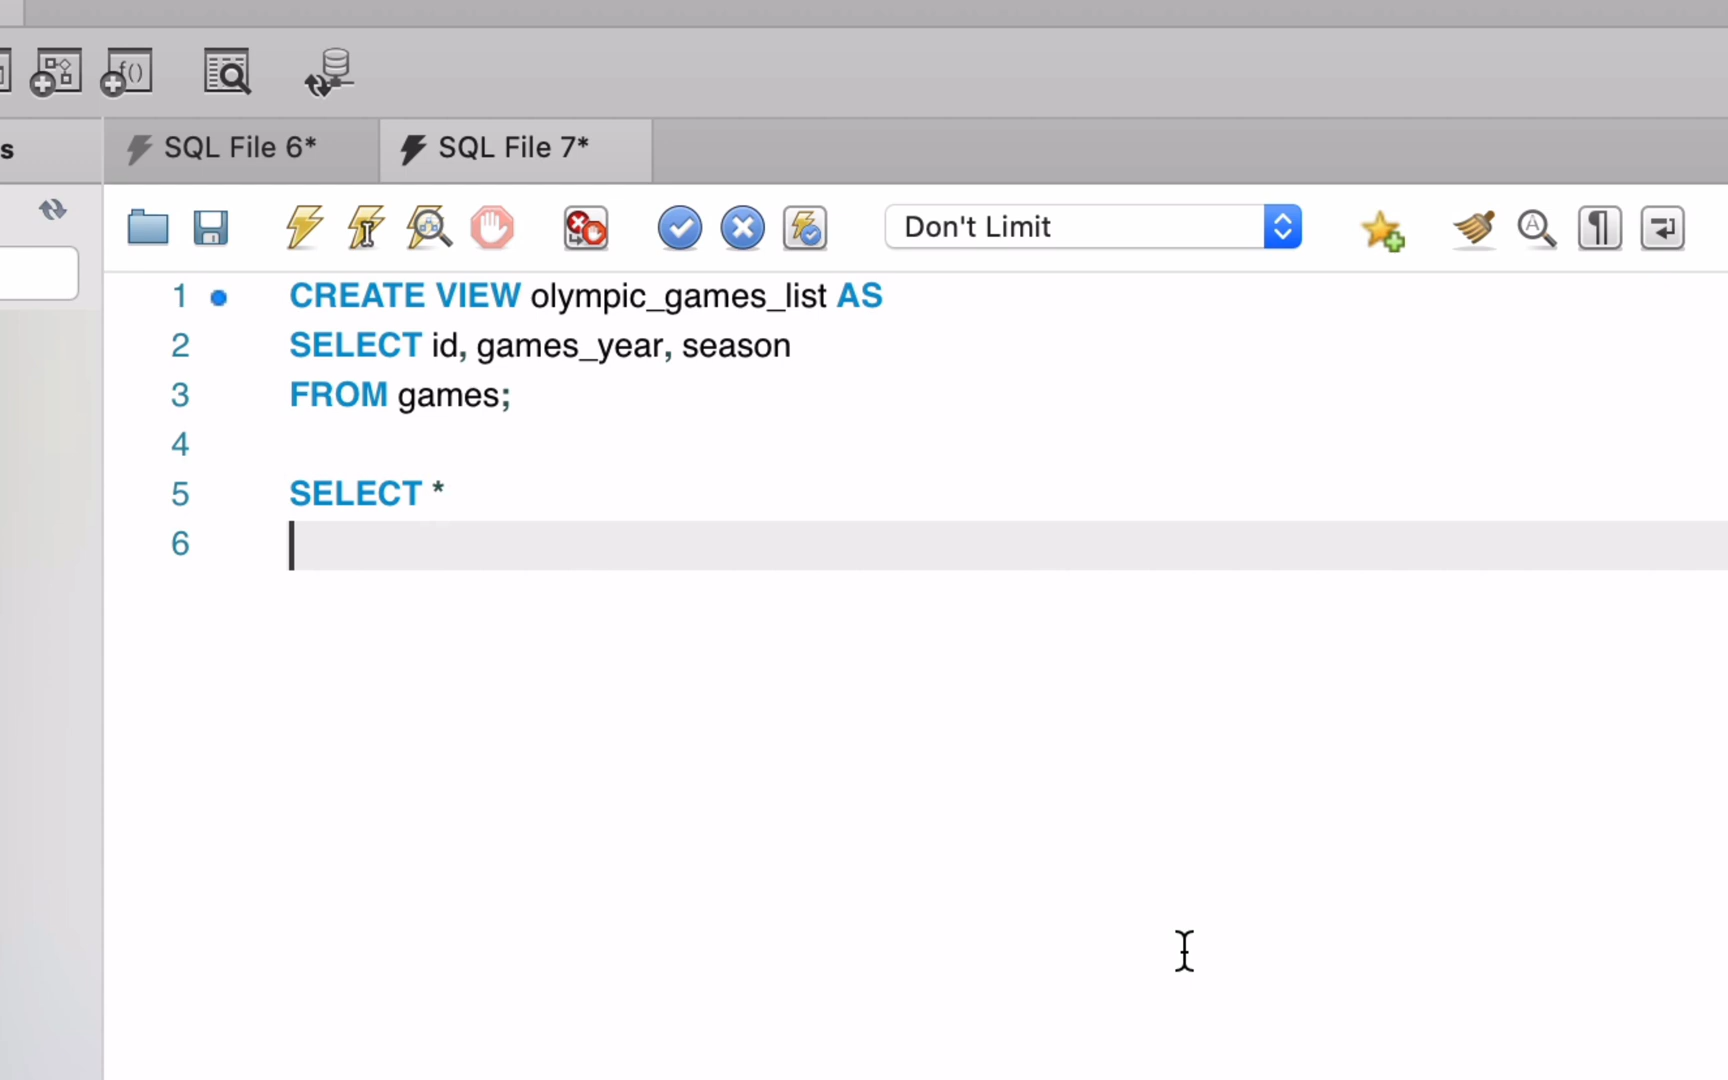 f()
s
SQL File 6*
SQL File 7*
Don't Limit
1 CREATE VIEW olympic_games_list AS
2 SELECT id, games_year, season
3 FROM games;
4
5 SELECT *
6